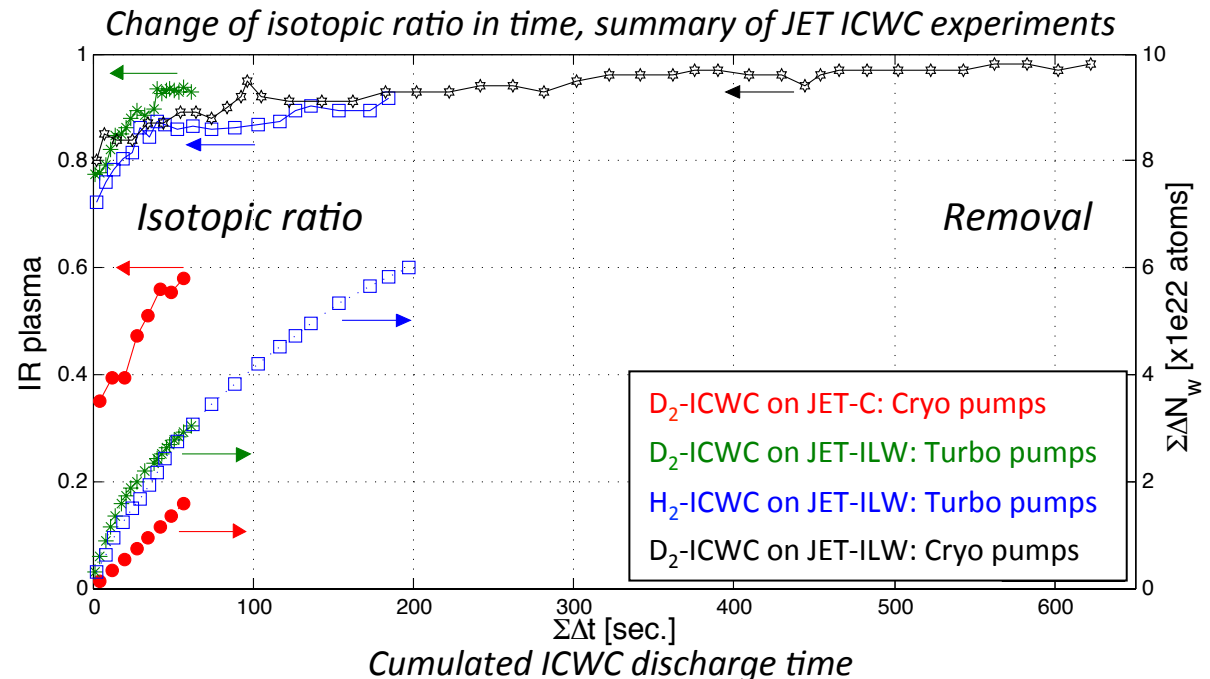 Change of isotopic ratio in time, summary of JET ICWC experiments
1
0.8
0.6
0.4
0.2
0
IR plasma
10
8
6
4
2
0
ΣΔN_w [x1e22 atoms]
Isotopic ratio
Removal
D₂-ICWC on JET-C: Cryo pumps
D₂-ICWC on JET-ILW: Turbo pumps
H₂-ICWC on JET-ILW: Turbo pumps
D₂-ICWC on JET-ILW: Cryo pumps
0 100 200 300 400 500 600
ΣΔt [sec.]
Cumulated ICWC discharge time